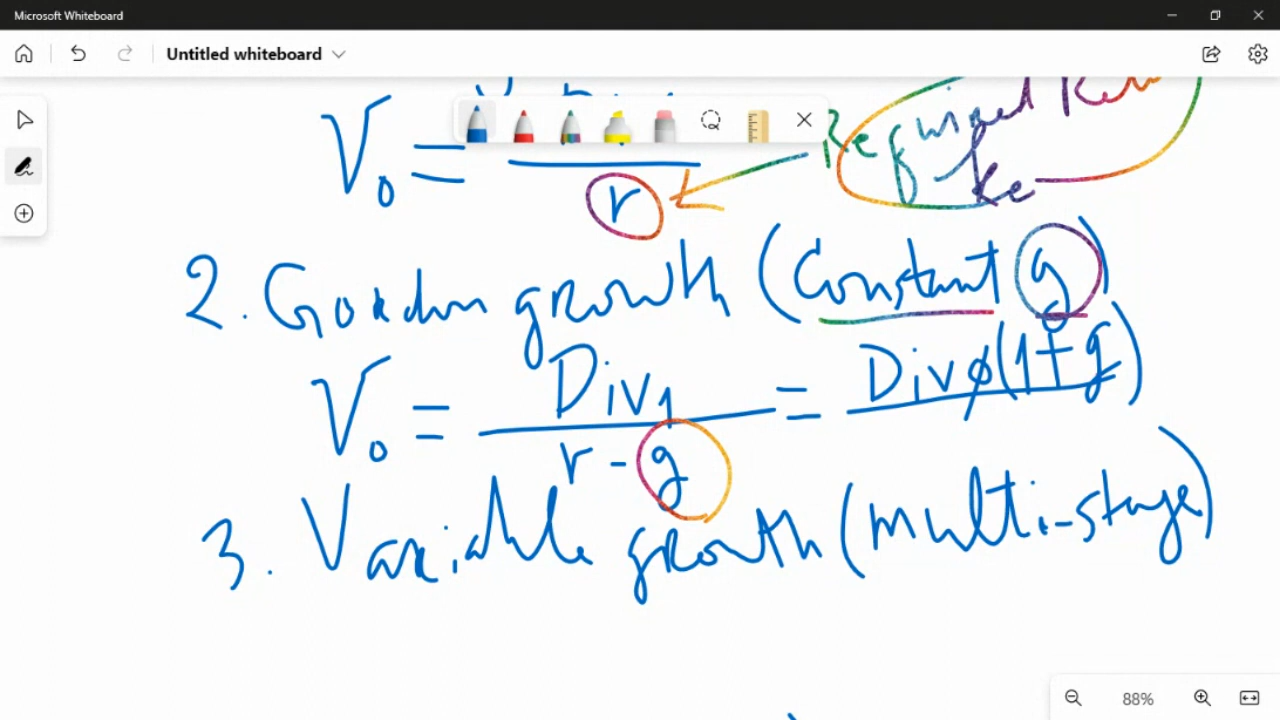 Microsoft Whiteboard
Untitled whiteboard
V₀ =
r
Required
Ke
2. Gordon growth (Constant g)
V₀ = Div₁ / r - g = Div0(1+g)
3. Variable growth (multi-stage)
88%